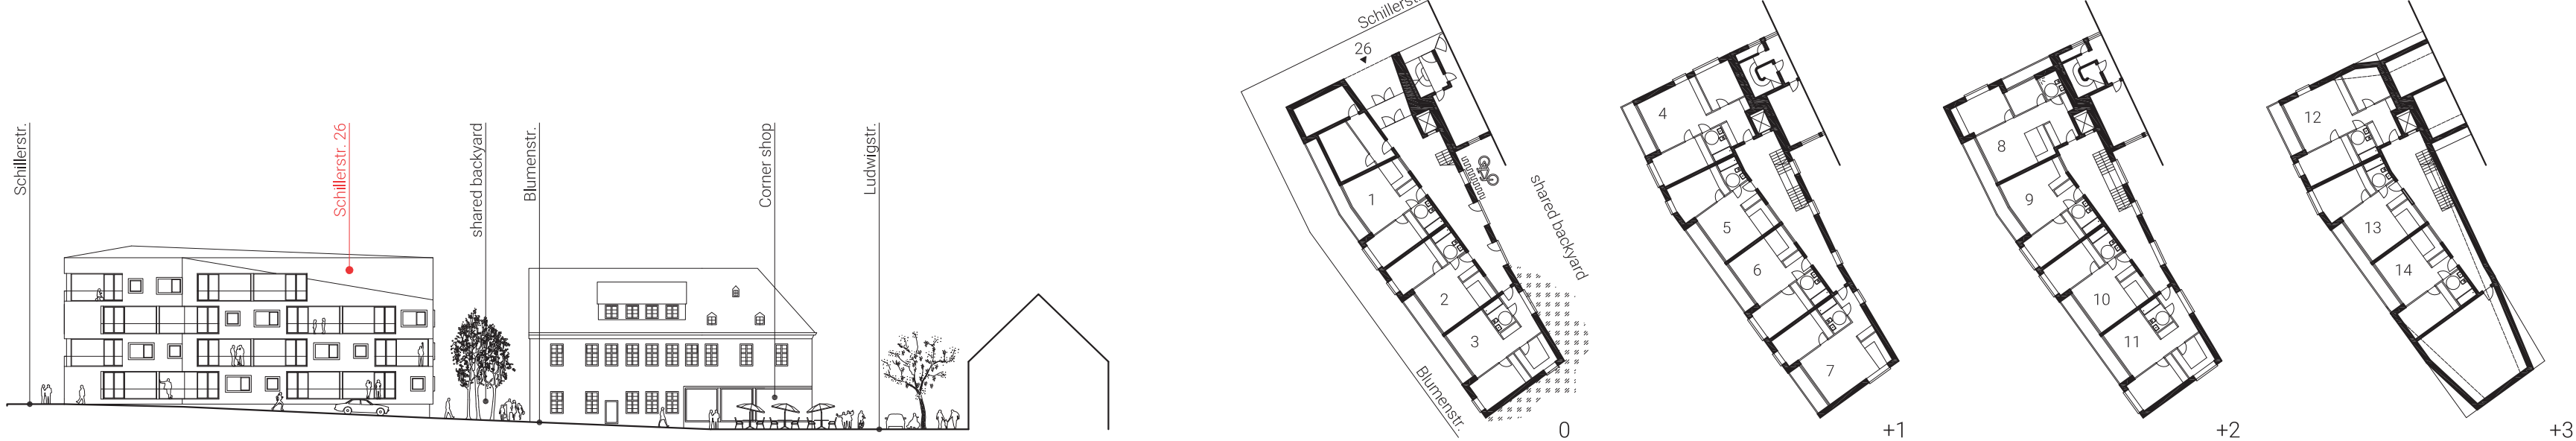 Schillerstr.
Schillerstr. 26
shared backyard
Blumenstr.
Corner shop
Ludwigstr.
Schillerstr.
26
1
2
3
shared backyard
Blumenstr.
0
4
5
6
7
+1
8
9
10
11
+2
12
13
14
+3